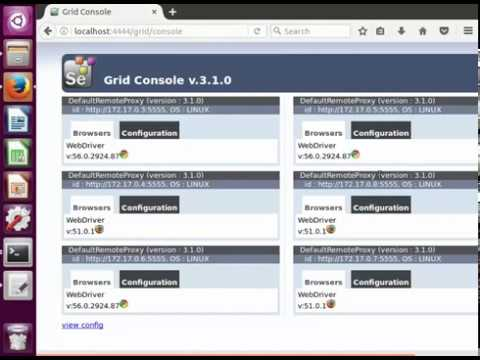 Grid Console
localhost:4444/grid/console
Search
Se
Grid Console v.3.1.0
DefaultRemoteProxy (version : 3.1.0)
id : http://172.17.0.3:5555, OS : LINUX
Browsers Configuration
WebDriver
v:56.0.2924.87
DefaultRemoteProxy (version : 3.1.0)
id : http://172.17.0.5:5555, OS : LINUX
Browsers Configuration
WebDriver
v:56.0.2924.87
DefaultRemoteProxy (version : 3.1.0)
id : http://172.17.0.4:5555, OS : LINUX
Browsers Configuration
WebDriver
v:51.0.1
DefaultRemoteProxy (version : 3.1.0)
id : http://172.17.0.8:5555, OS : LINUX
Browsers Configuration
WebDriver
v:51.0.1
DefaultRemoteProxy (version : 3.1.0)
id : http://172.17.0.6:5555, OS : LINUX
Browsers Configuration
WebDriver
v:56.0.2924.87
DefaultRemoteProxy (version : 3.1.0)
id : http://172.17.0.7:5555, OS : LINUX
Browsers Configuration
WebDriver
v:51.0.1
view config